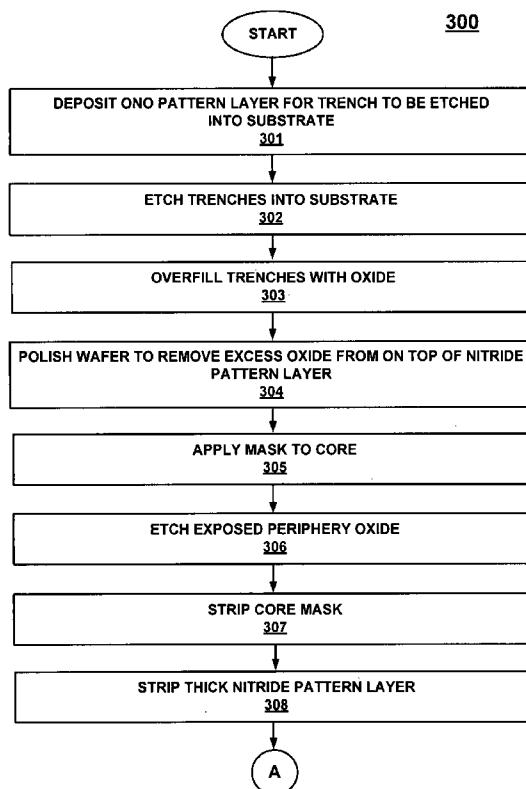 300
START
DEPOSIT ONO PATTERN LAYER FOR TRENCH TO BE ETCHED
INTO SUBSTRATE
301
ETCH TRENCHES INTO SUBSTRATE
302
OVERFILL TRENCHES WITH OXIDE
303
POLISH WAFER TO REMOVE EXCESS OXIDE FROM ON TOP OF NITRIDE
PATTERN LAYER
304
APPLY MASK TO CORE
305
ETCH EXPOSED PERIPHERY OXIDE
306
STRIP CORE MASK
307
STRIP THICK NITRIDE PATTERN LAYER
308
A